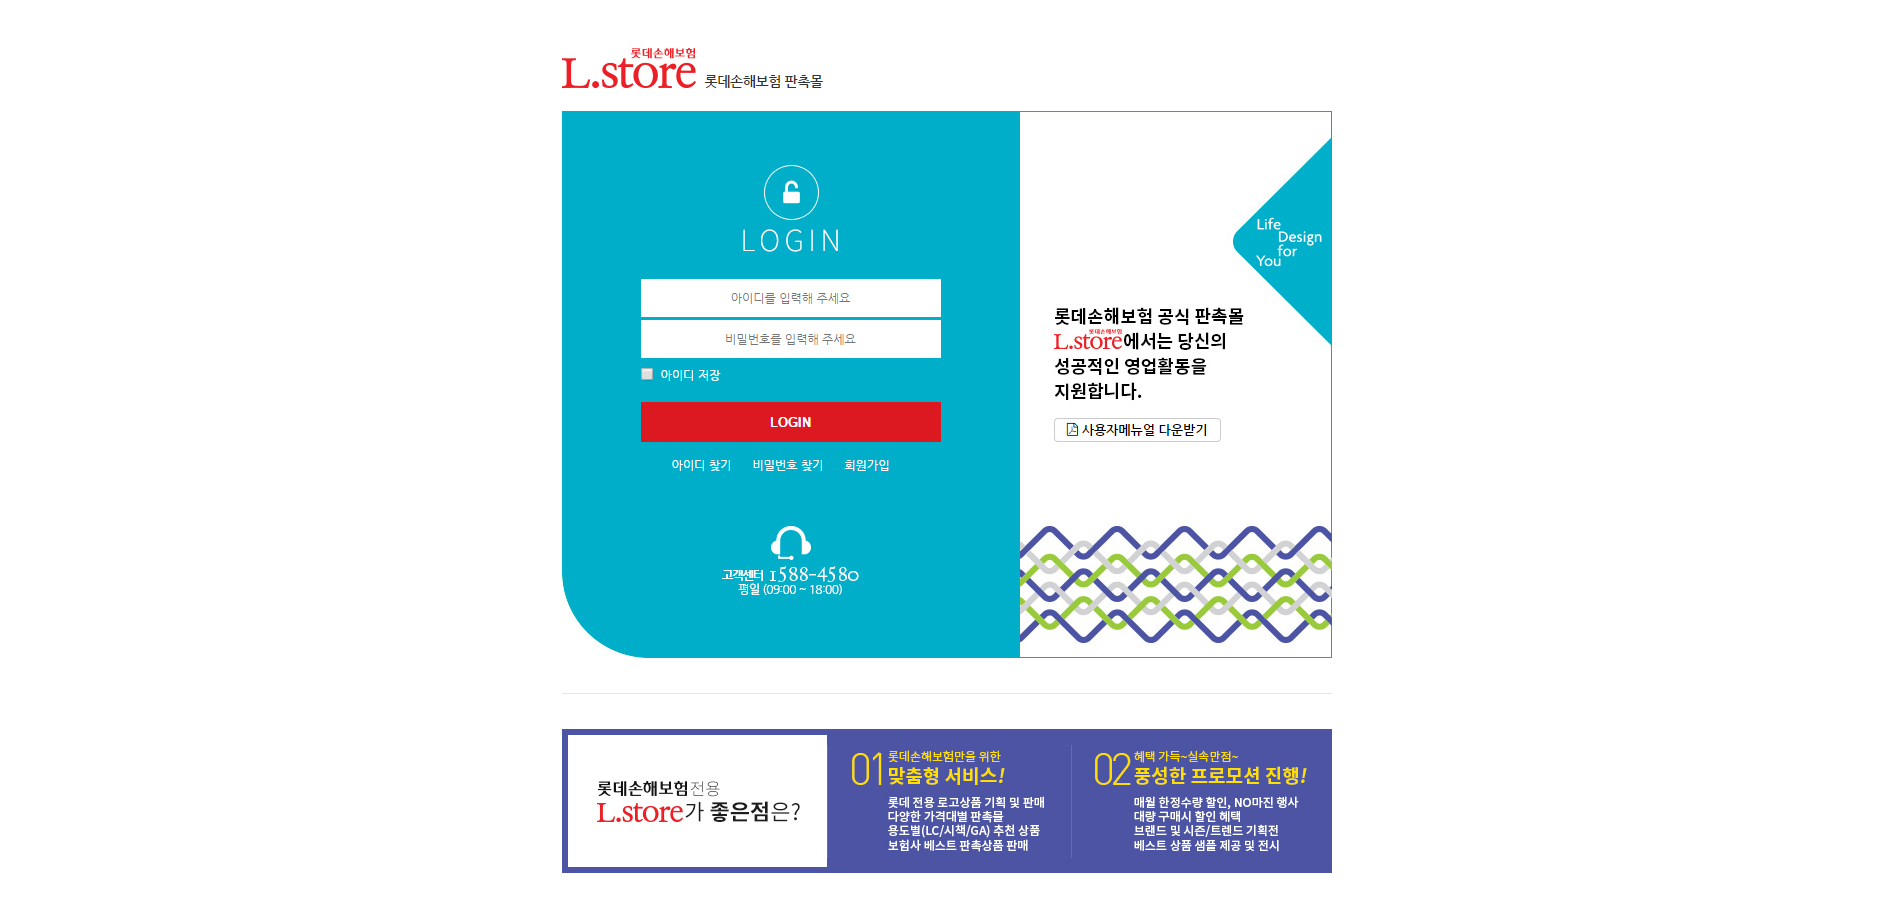 롯데손해보험
L.store 롯데손해보험 판촉몰
LOGIN
아이디를 입력해 주세요
비밀번호를 입력해 주세요
아이디 저장
LOGIN
아이디 찾기 비밀번호 찾기 회원가입
고객센터 1588-4580
평일 (09:00 ~ 18:00)
Life
Design
for
You
롯데손해보험 공식 판촉몰
롯데손해보험
L.store에서는 당신의
성공적인 영업활동을
지원합니다.
사용자메뉴얼 다운받기
롯데손해보험전용
L.store가 좋은점은?
01 롯데손해보험만을 위한
맞춤형 서비스!
롯데 전용 로고상품 기획 및 판매
다양한 가격대별 판촉물
용도별(LC/시책/GA) 추천 상품
보험사 베스트 판촉상품 판매
02 혜택 가득~실속만점~
풍성한 프로모션 진행!
매월 한정수량 할인, NO마진 행사
대량 구매시 할인 혜택
브랜드 및 시즌/트렌드 기획전
베스트 상품 샘플 제공 및 전시